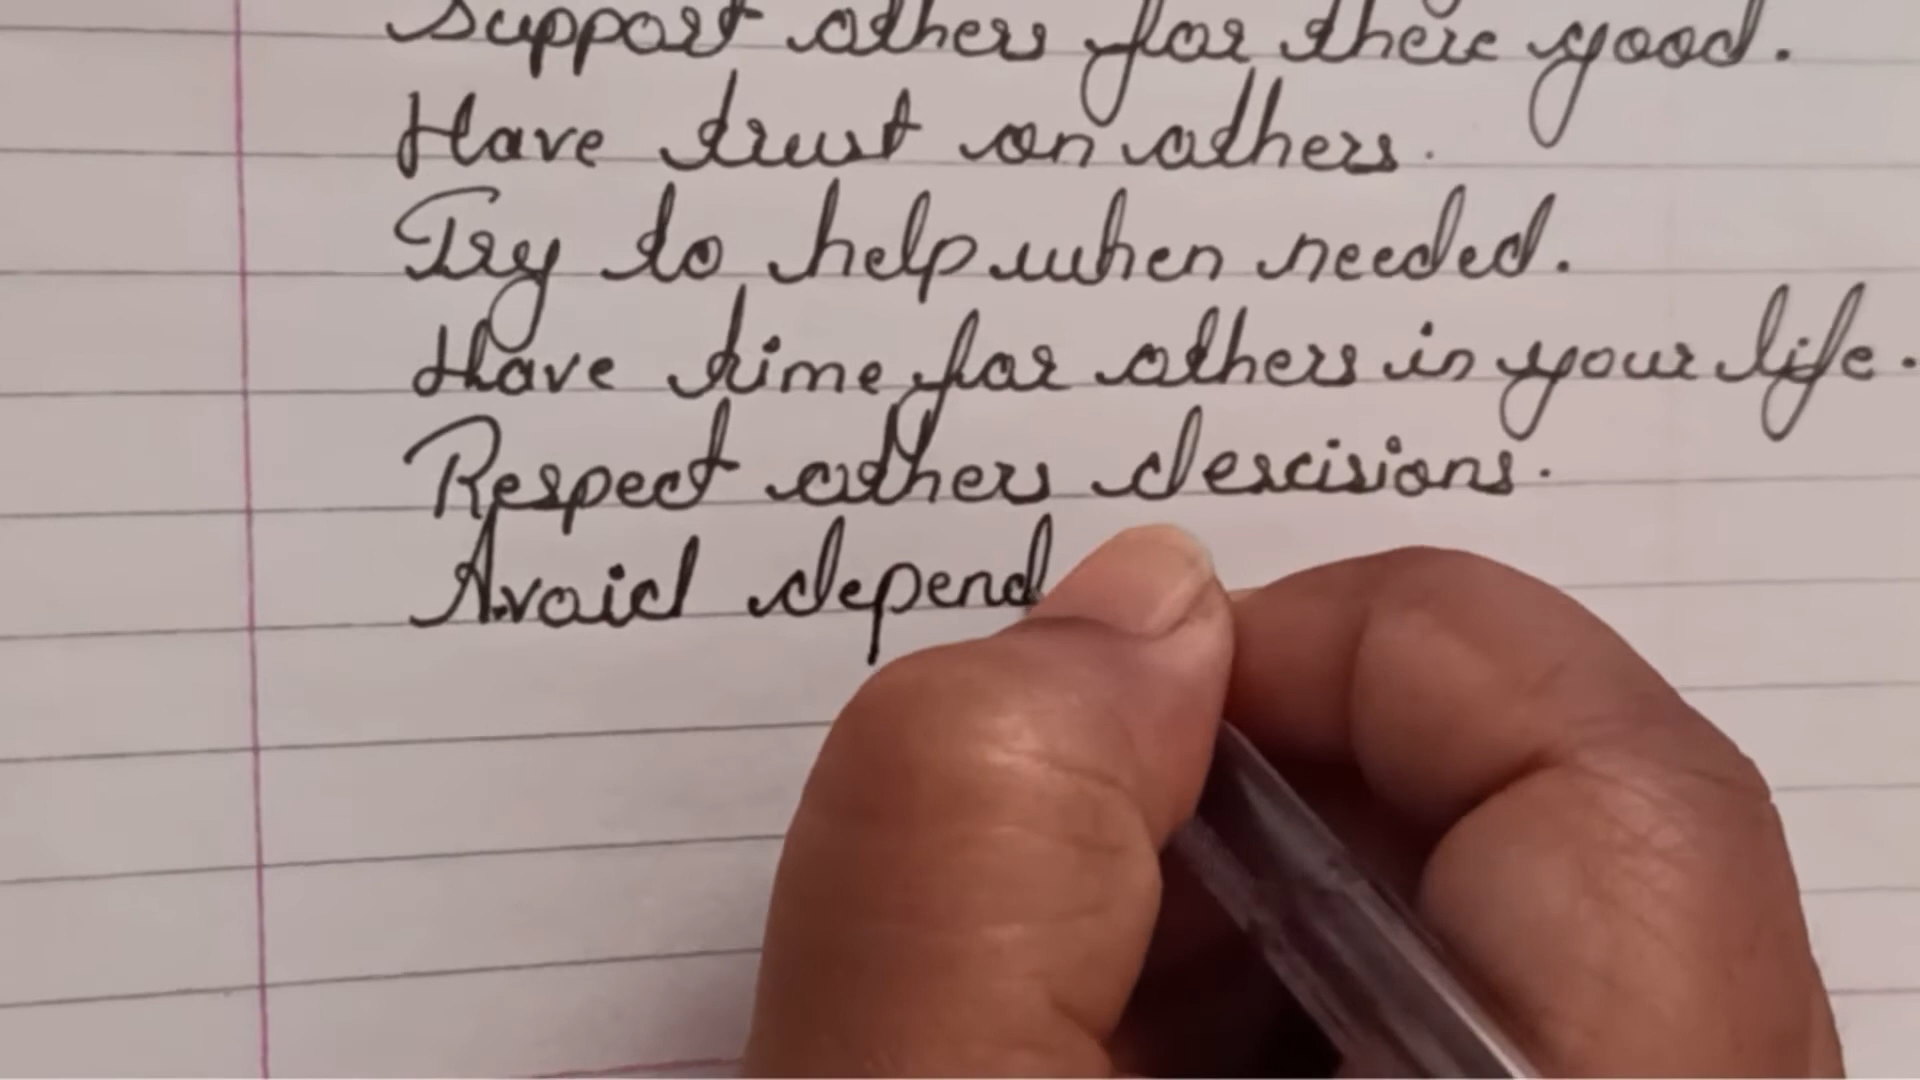 Support others for their good.
Have trust on others.
Try to help when needed.
Have time for others in your life.
Respect others descisions.
Avoid depend